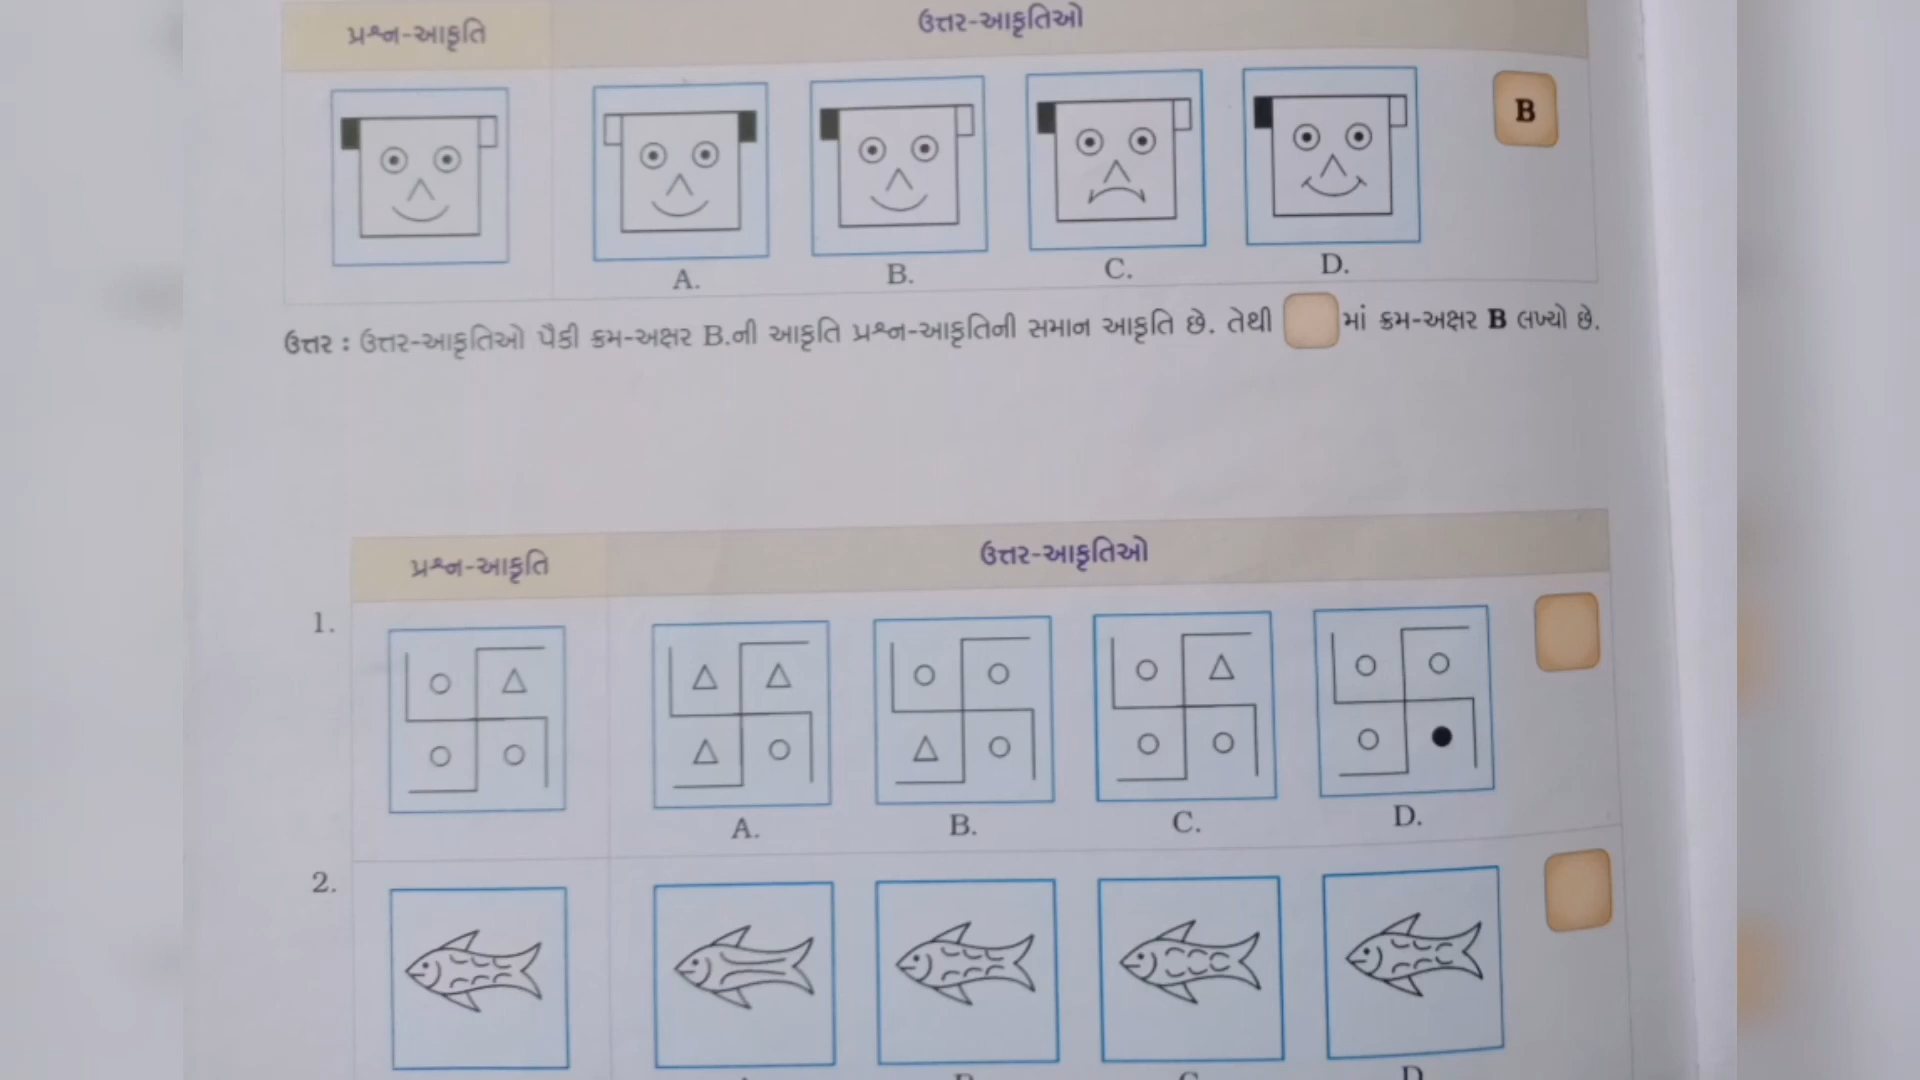 પ્રશ્ન-આકૃતિ ઉત્તર-આકૃતિઓ
B
A. B. C. D.
ઉત્તર : ઉત્તર-આકૃતિઓ પૈકી ક્રમ-અક્ષર B.ની આકૃતિ પ્રશ્ન-આકૃતિની સમાન આકૃતિ છે. તેથી માં ક્રમ-અક્ષર B લખ્યો છે.
પ્રશ્ન-આકૃતિ ઉત્તર-આકૃતિઓ
1.
A. B. C. D.
2.